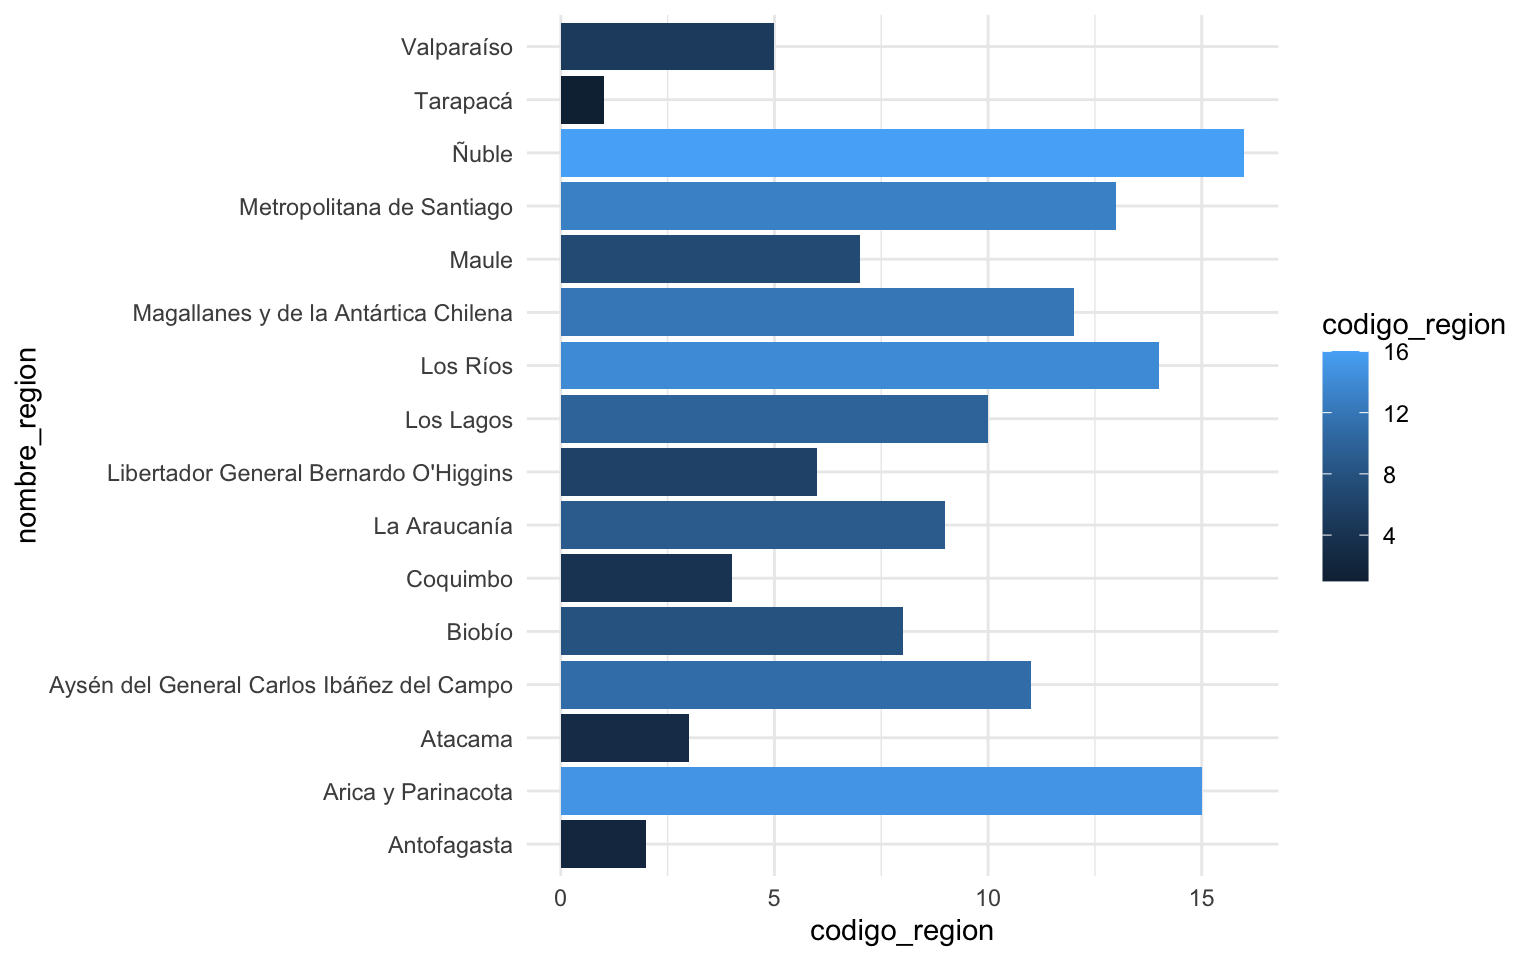 nombre_region
Valparaíso
Tarapacá
Ñuble
Metropolitana de Santiago
Maule
Magallanes y de la Antártica Chilena
Los Ríos
Los Lagos
Libertador General Bernardo O'Higgins
La Araucanía
Coquimbo
Biobío
Aysén del General Carlos Ibáñez del Campo
Atacama
Arica y Parinacota
Antofagasta
0 5 10 15
codigo_region
codigo_region
16
12
8
4